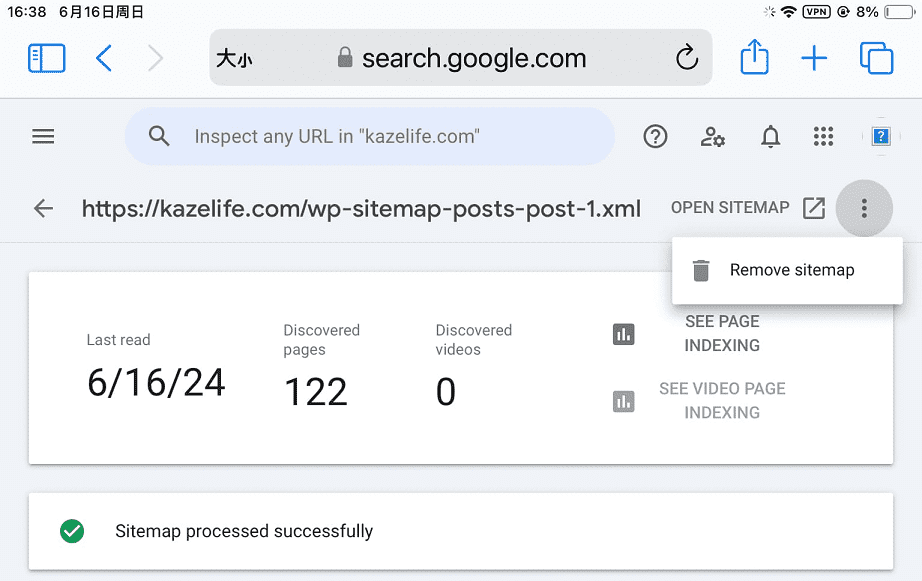 16:38 6月16日周日
VPN 8%
大小 search.google.com
Inspect any URL in "kazelife.com"
https://kazelife.com/wp-sitemap-posts-post-1.xml OPEN SITEMAP
Remove sitemap
Last read
6/16/24
Discovered
pages
122
Discovered
videos
0
SEE PAGE
INDEXING
SEE VIDEO PAGE
INDEXING
Sitemap processed successfully